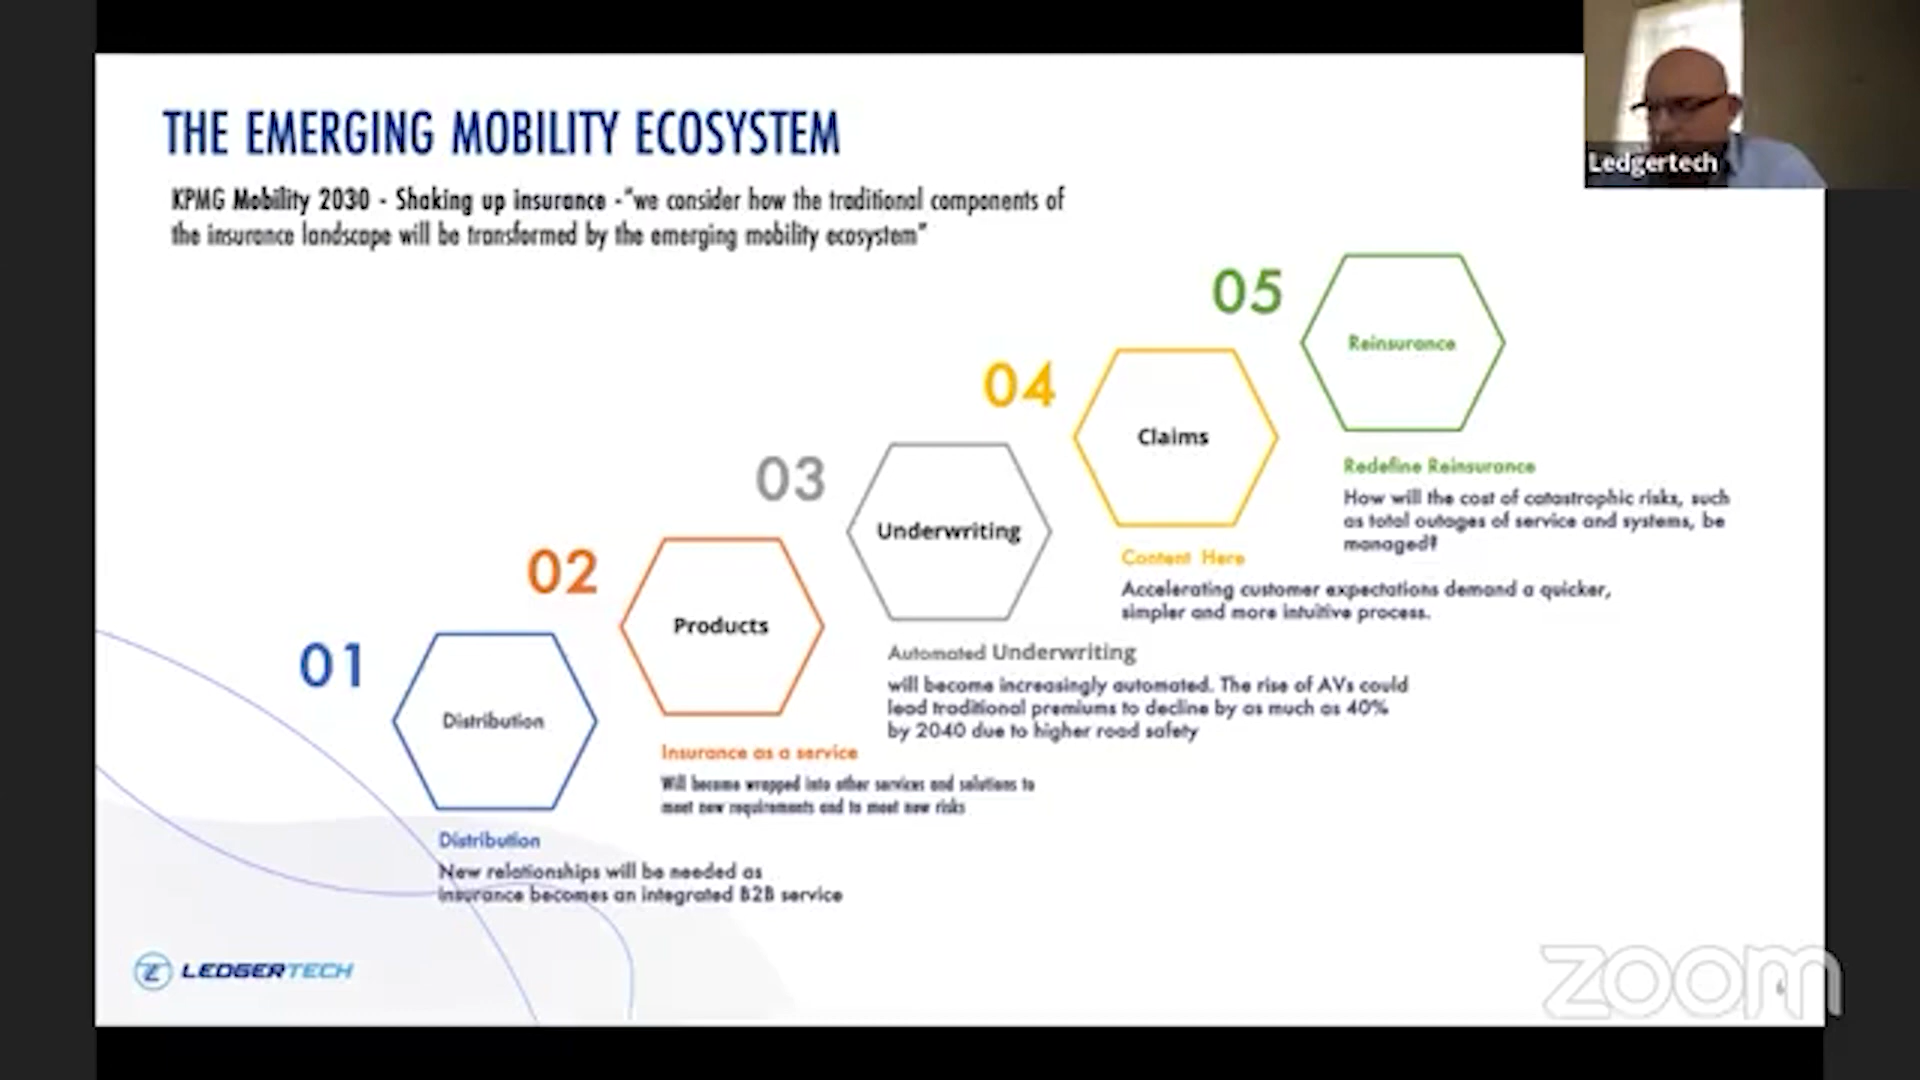 THE EMERGING MOBILITY ECOSYSTEM
KPMG Mobility 2030 - Shaking up insurance -"we consider how the traditional components of
the insurance landscape will be transformed by the emerging mobility ecosystem"
Ledgertech
05
Reinsurance
Redefine Reinsurance
How will the cost of catastrophic risks, such
as total outages of service and systems, be
managed?
04
Claims
Content Here
Accelerating customer expectations demand a quicker,
simpler and more intuitive process.
03
Underwriting
Automated Underwriting
will become increasingly automated. The rise of AVs could
lead traditional premiums to decline by as much as 40%
by 2040 due to higher road safety
02
Products
Insurance as a service
Will become wrapped into other services and solutions to
meet new requirements and to meet new risks
01
Distribution
Distribution
New relationships will be needed as
insurance becomes an integrated B2B service
LEDGERTECH
zoom